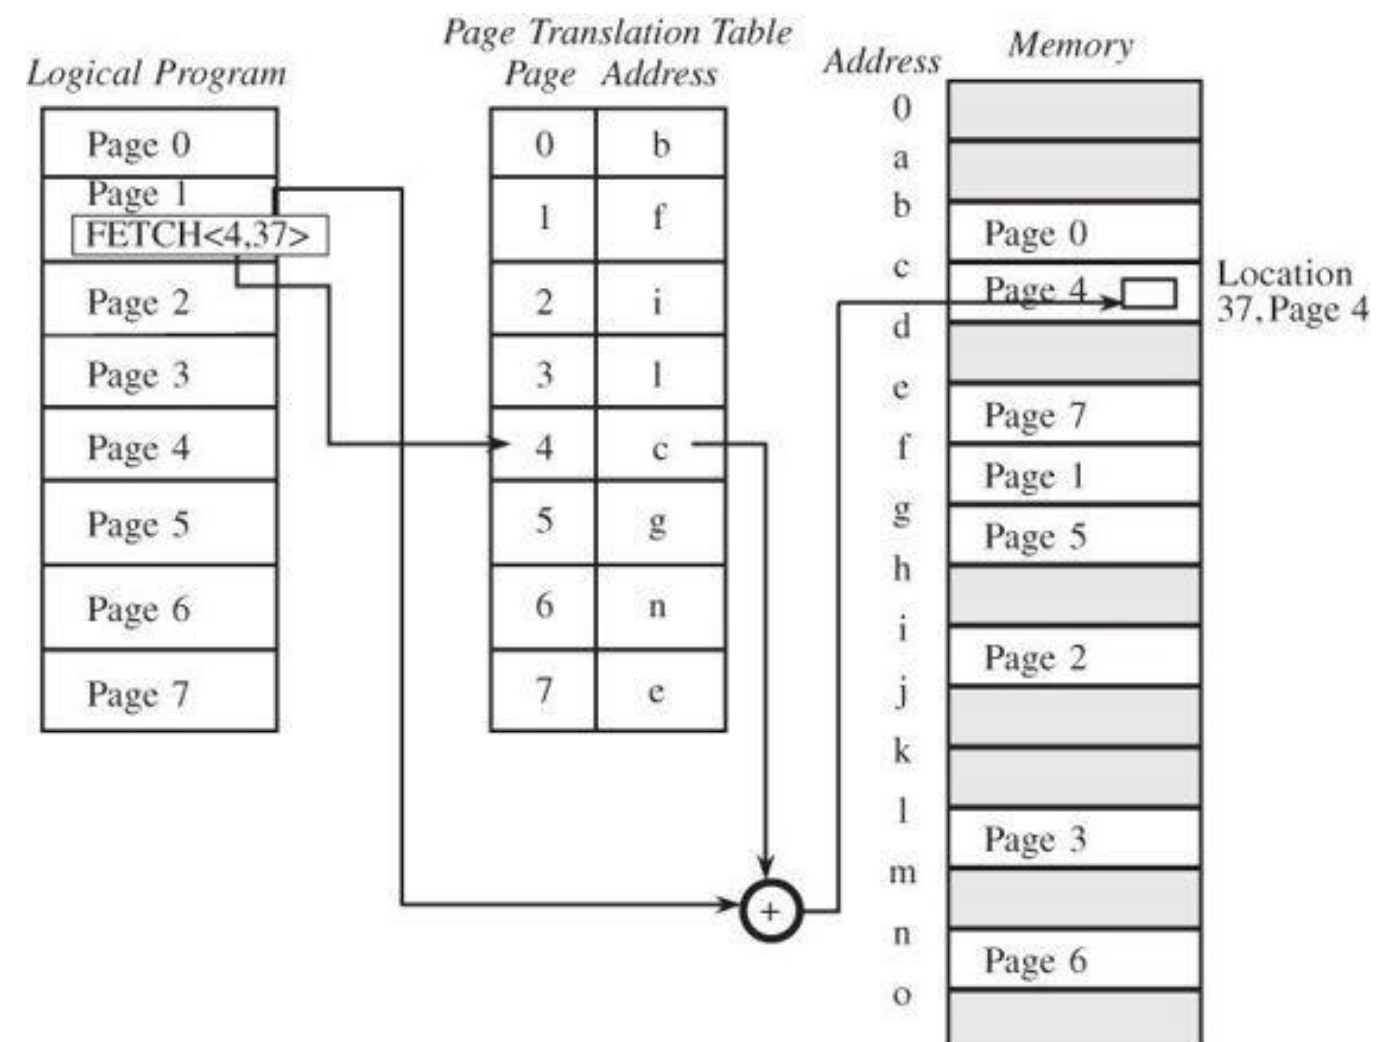 Logical Program
Page 0
Page 1
FETCH<4,37>
Page 2
Page 3
Page 4
Page 5
Page 6
Page 7
Page Translation Table
Page Address
0 b
1 f
2 i
3 l
4 c
5 g
6 n
7 e
+
Address
0
a
b
c
d
e
f
g
h
i
j
k
l
m
n
o
Memory
Page 0
Page 4
Page 7
Page 1
Page 5
Page 2
Page 3
Page 6
Location
37, Page 4